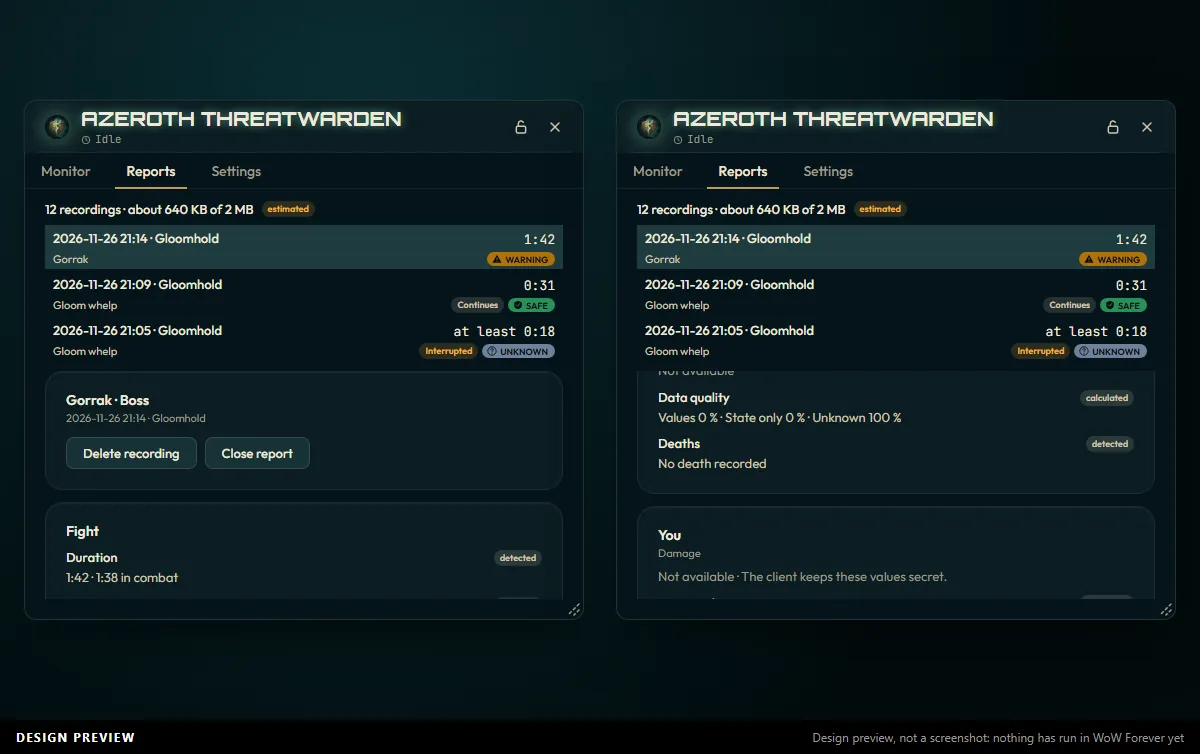 AZEROTH THREATWARDEN
Idle
Monitor Reports Settings
12 recordings · about 640 KB of 2 MB estimated
2026-11-26 21:14 · Gloomhold 1:42
Gorrak WARNING
2026-11-26 21:09 · Gloomhold 0:31
Gloom whelp Continues SAFE
2026-11-26 21:05 · Gloomhold at least 0:18
Gloom whelp Interrupted UNKNOWN
Gorrak · Boss
2026-11-26 21:14 · Gloomhold
Delete recording Close report
Fight
Duration detected
1:42 · 1:38 in combat
AZEROTH THREATWARDEN
Idle
Monitor Reports Settings
12 recordings · about 640 KB of 2 MB estimated
2026-11-26 21:14 · Gloomhold 1:42
Gorrak WARNING
2026-11-26 21:09 · Gloomhold 0:31
Gloom whelp Continues SAFE
2026-11-26 21:05 · Gloomhold at least 0:18
Gloom whelp Interrupted UNKNOWN
Not available
Data quality calculated
Values 0 % · State only 0 % · Unknown 100 %
Deaths detected
No death recorded
You
Damage
Not available · The client keeps these values secret.
DESIGN PREVIEW
Design preview, not a screenshot: nothing has run in WoW Forever yet